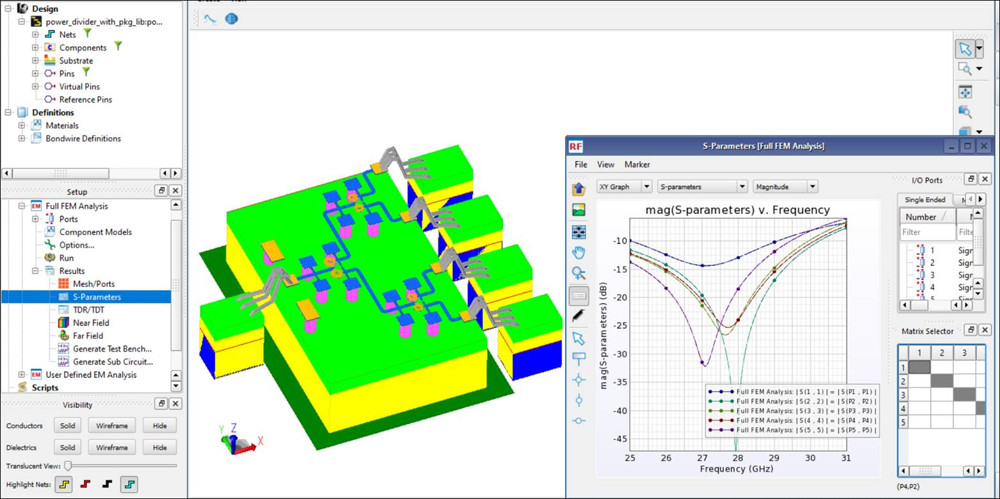 Design
power_divider_with_pkg_lib:po...
Nets
Components
Substrate
Pins
Virtual Pins
Reference Pins
Definitions
Materials
Bondwire Definitions
Setup
EM Full FEM Analysis
Ports
Component Models
Options...
Run
Results
Mesh/Ports
S-Parameters
TDR/TDT
Near Field
Far Field
Generate Test Bench...
Generate Sub Circuit...
EM User Defined EM Analysis
Scripts
Visibility
Conductors Solid Wireframe Hide
Dielectrics Solid Wireframe Hide
Translucent View:
Highlight Nets:
Y Z X
RF S-Parameters [Full FEM Analysis]
File View Marker
XY Graph S-parameters Magnitude
mag(S-parameters) v. Frequency
mag(S-parameters) (dB)
-10
-15
-20
-25
-30
-35
-40
-45
25 26 27 28 29 30 31
Frequency (GHz)
Full FEM Analysis: |S(1 , 1)| = |S(P1 , P1)|
Full FEM Analysis: |S(2 , 2)| = |S(P2 , P2)|
Full FEM Analysis: |S(3 , 3)| = |S(P3 , P3)|
Full FEM Analysis: |S(4 , 4)| = |S(P4 , P4)|
Full FEM Analysis: |S(5 , 5)| = |S(P5 , P5)|
I/O Ports
Single Ended
Number
Filter Filte
1 Sigr
2 Sigr
3 Sigr
4 Sigr
Matrix Selector
1 2 3
1
2
3
4
5
(P4,P2)